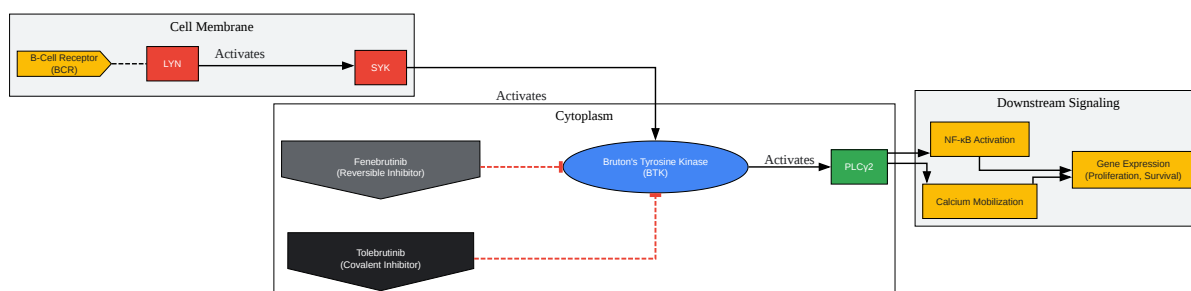 Cell Membrane
B-Cell Receptor
(BCR)
LYN
Activates
SYK
Activates
Cytoplasm
Fenebrutinib
(Reversible Inhibitor)
Bruton's Tyrosine Kinase
(BTK)
Activates
PLCγ2
Tolebrutinib
(Covalent Inhibitor)
Downstream Signaling
NF-κB Activation
Gene Expression
(Proliferation, Survival)
Calcium Mobilization